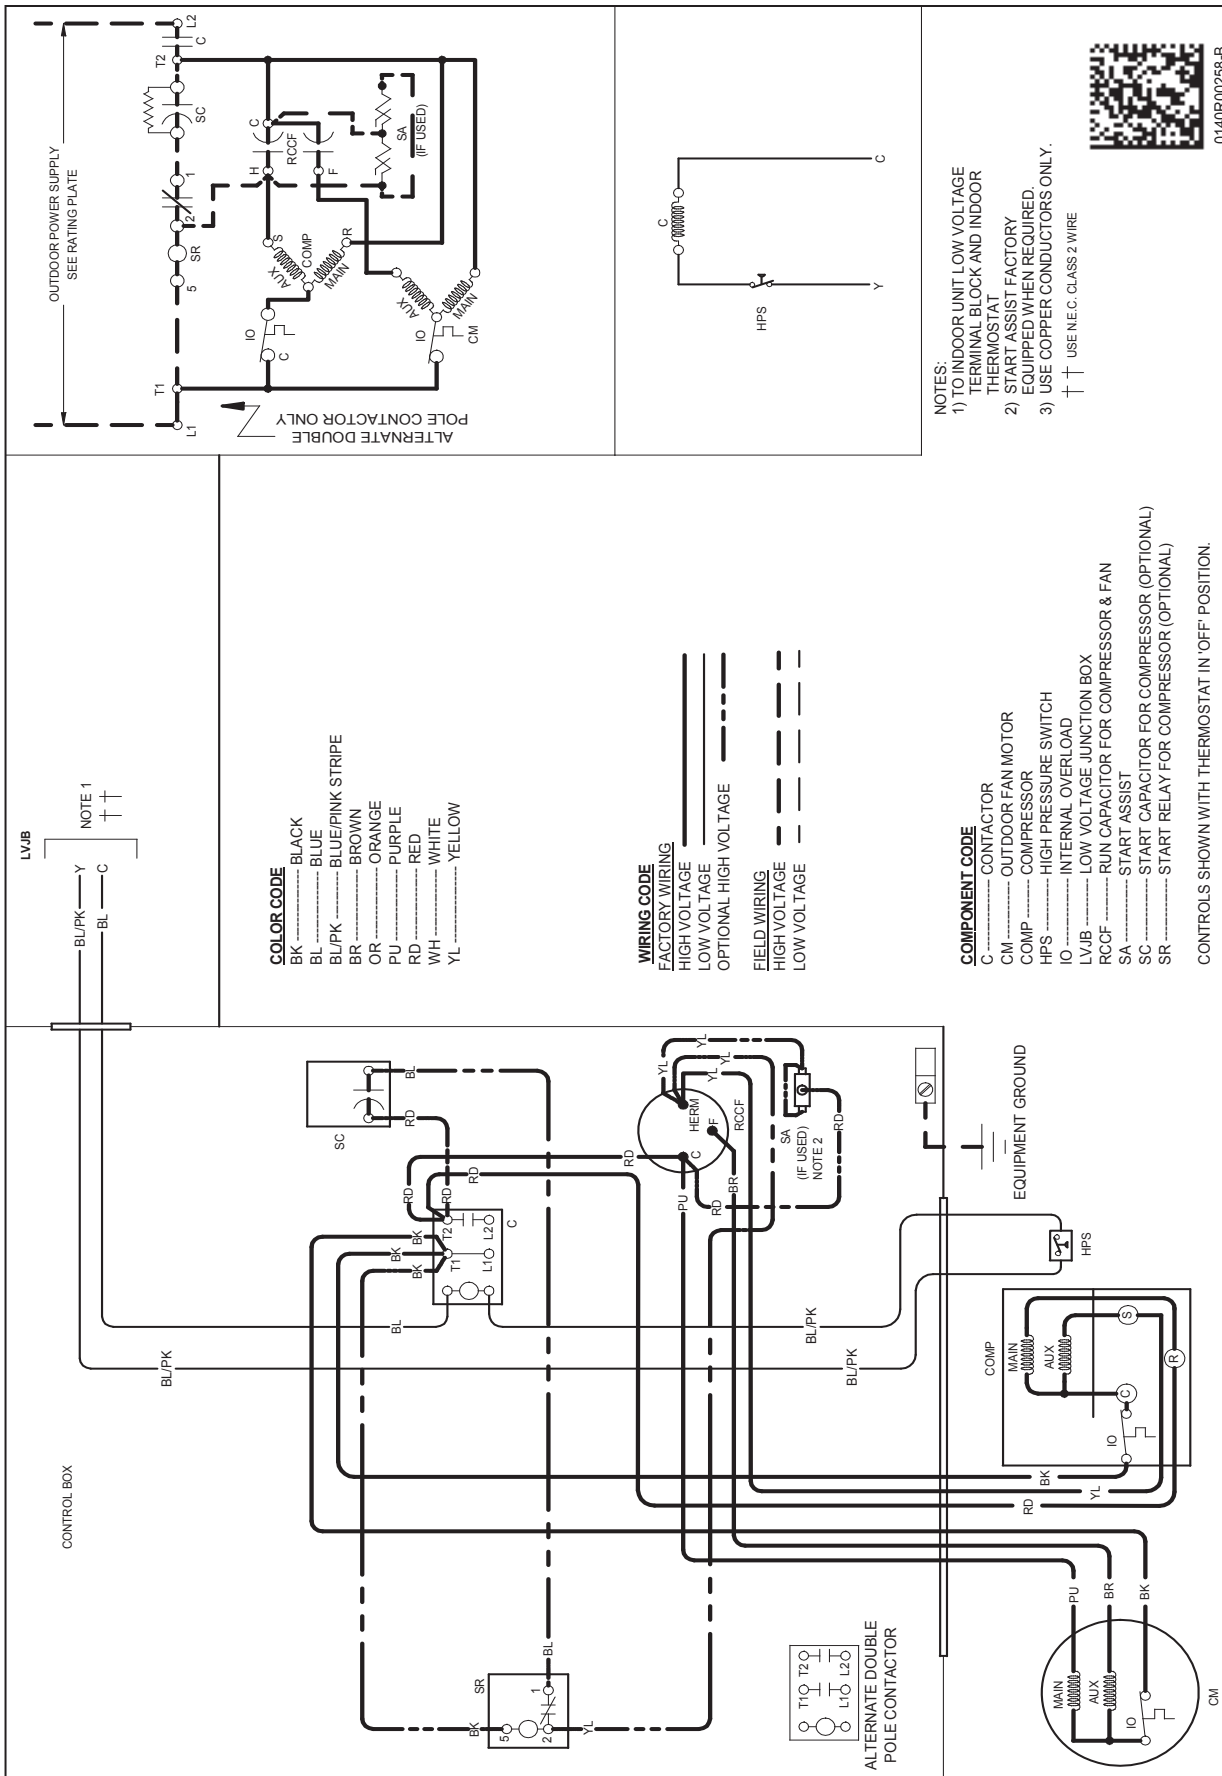 OUTDOOR POWER SUPPLY
SEE RATING PLATE
L1
T1
5
SR
2
1
SC
T2
C
L2
ALTERNATE DOUBLE
POLE CONTACTOR ONLY
IO
C
AUX
S
COMP
MAIN
R
H
C
RCCF
F
SA
(IF USED)
IO
AUX
MAIN
CM
HPS
C
Y
C
NOTES:
1) TO INDOOR UNIT LOW VOLTAGE
TERMINAL BLOCK AND INDOOR
THERMOSTAT
2) START ASSIST FACTORY
EQUIPPED WHEN REQUIRED.
3) USE COPPER CONDUCTORS ONLY.
USE N.E.C. CLASS 2 WIRE
0140R00258-B
LVJB
NOTE 1
BL/PK
Y
BL
C
COLOR CODE
BK ---------- BLACK
BL ---------- BLUE
BL/PK ---------- BLUE/PINK STRIPE
BR ---------- BROWN
OR ---------- ORANGE
PU ---------- PURPLE
RD ---------- RED
WH ---------- WHITE
YL ---------- YELLOW
WIRING CODE
FACTORY WIRING
HIGH VOLTAGE
LOW VOLTAGE
OPTIONAL HIGH VOLTAGE
FIELD WIRING
HIGH VOLTAGE
LOW VOLTAGE
COMPONENT CODE
C ---------- CONTACTOR
CM ---------- OUTDOOR FAN MOTOR
COMP ---------- COMPRESSOR
HPS ---------- HIGH PRESSURE SWITCH
IO ---------- INTERNAL OVERLOAD
LVJB ---------- LOW VOLTAGE JUNCTION BOX
RCCF ---------- RUN CAPACITOR FOR COMPRESSOR & FAN
SA ---------- START ASSIST
SC ---------- START CAPACITOR FOR COMPRESSOR (OPTIONAL)
SR ---------- START RELAY FOR COMPRESSOR (OPTIONAL)
CONTROLS SHOWN WITH THERMOSTAT IN 'OFF' POSITION.
CONTROL BOX
BL/PK
BL
SC
RD
BL
RD
RD
RD
BK
BK
BK
T2
L2
T1
L1
C
BL/PK
BL/PK
RD
PU
RD
BR
C
HERM
F
RCCF
YL
YL
YL
YL
SA
(IF USED)
NOTE 2
RD
EQUIPMENT GROUND
HPS
SR
BK
5
2
1
BL
YL
ALTERNATE DOUBLE
POLE CONTACTOR
T1
T2
L1
L2
COMP
MAIN
AUX
S
C
R
IO
BK
YL
RD
PU
BR
BK
MAIN
AUX
IO
CM